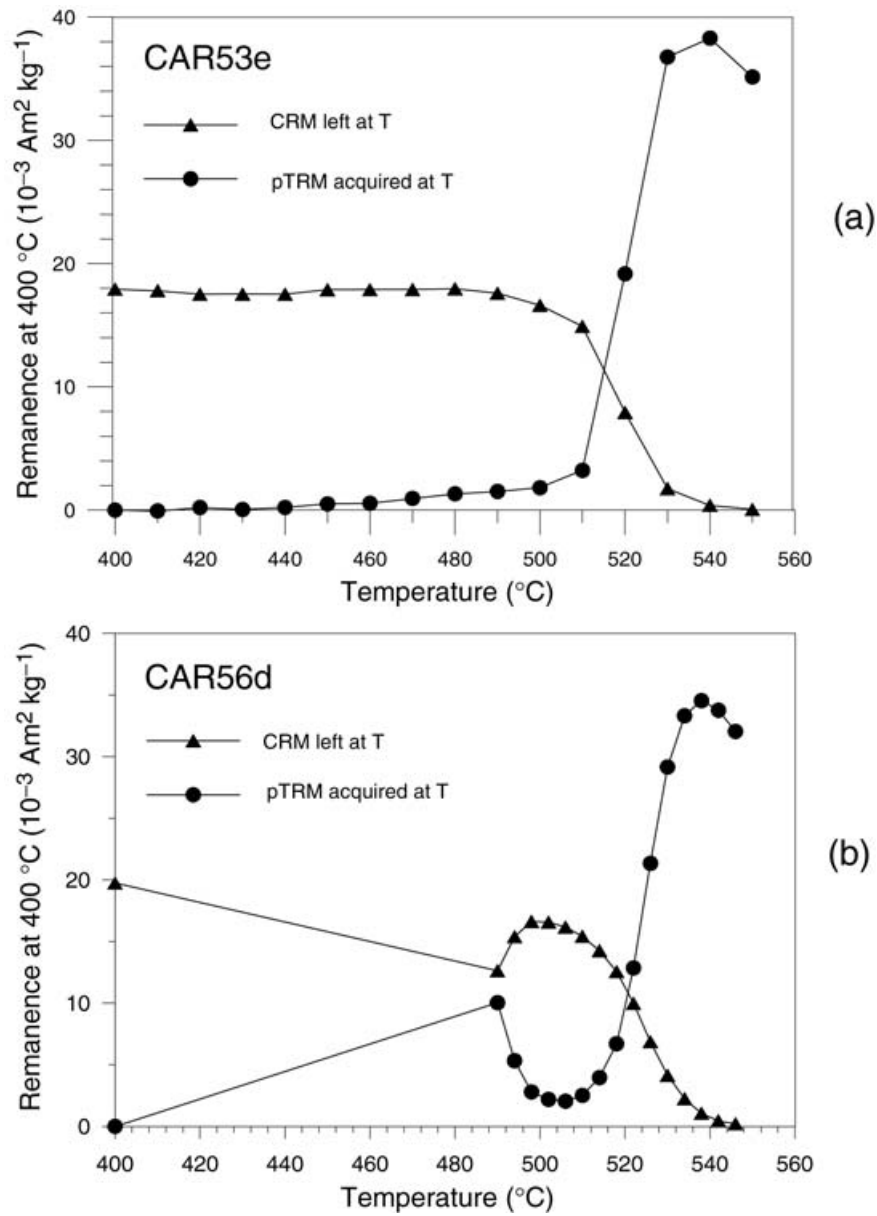 40
30
20
10
0
Remanence at 400 °C (10⁻³ Am² kg⁻¹)
CAR53e
CRM left at T
pTRM acquired at T
(a)
400 420 440 460 480 500 520 540 560
Temperature (°C)
40
30
20
10
0
Remanence at 400 °C (10⁻³ Am² kg⁻¹)
CAR56d
CRM left at T
pTRM acquired at T
(b)
400 420 440 460 480 500 520 540 560
Temperature (°C)